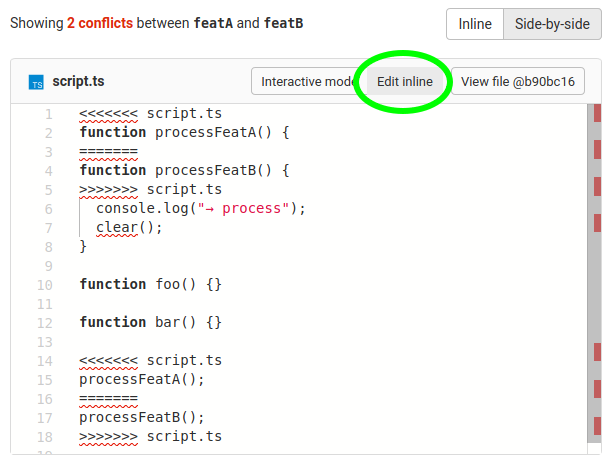 Showing 2 conflicts between featA and featB
Inline Side-by-side
TS script.ts Interactive mode Edit inline View file @b90bc16
1 <<<<<<< script.ts
2 function processFeatA() {
3 =======
4 function processFeatB() {
5 >>>>>>> script.ts
6 console.log("→ process");
7 clear();
8 }
9
10 function foo() {}
11
12 function bar() {}
13
14 <<<<<<< script.ts
15 processFeatA();
16 =======
17 processFeatB();
18 >>>>>>> script.ts